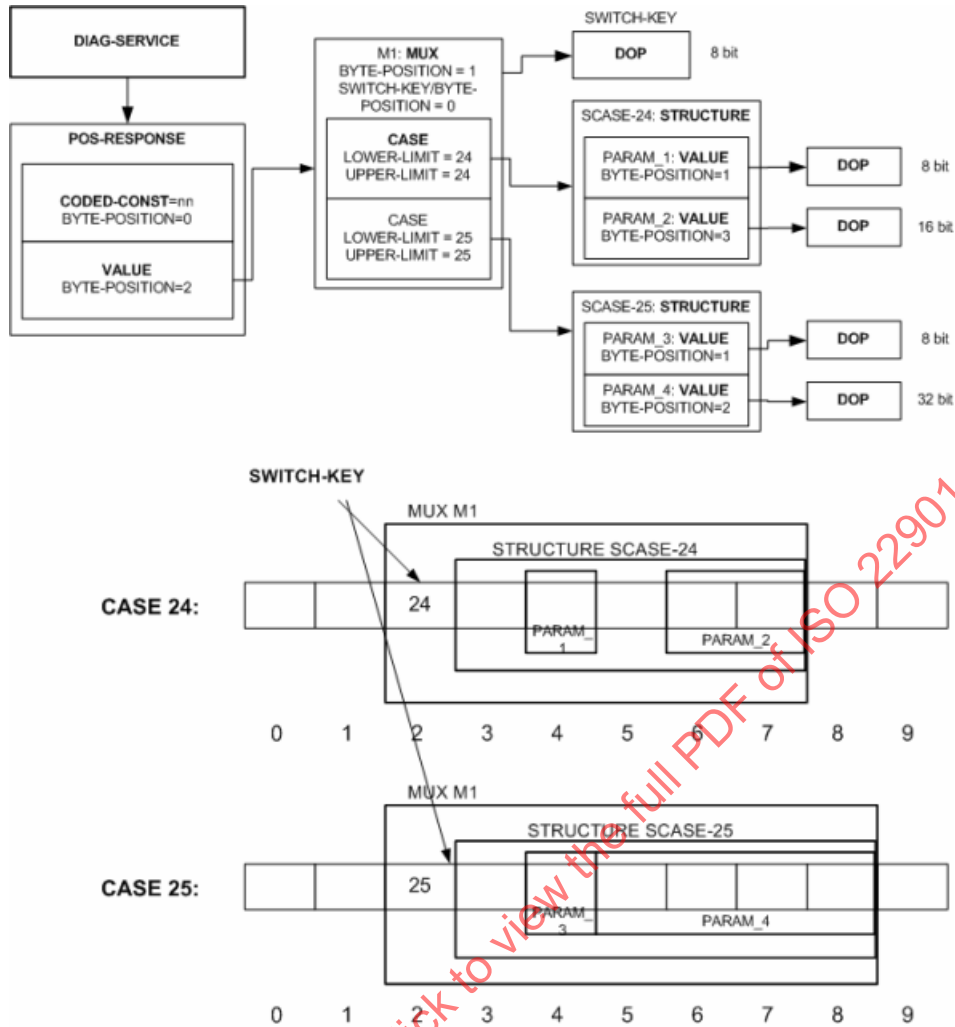 DIAG-SERVICE
POS-RESPONSE
CODED-CONST=nn
BYTE-POSITION=0
VALUE
BYTE-POSITION=2
M1: MUX
BYTE-POSITION = 1
SWITCH-KEY/BYTE-
POSITION = 0
CASE
LOWER-LIMIT = 24
UPPER-LIMIT = 24
CASE
LOWER-LIMIT = 25
UPPER-LIMIT = 25
SWITCH-KEY
DOP
8 bit
SCASE-24: STRUCTURE
PARAM_1: VALUE
BYTE-POSITION=1
PARAM_2: VALUE
BYTE-POSITION=3
DOP
8 bit
DOP
16 bit
SCASE-25: STRUCTURE
PARAM_3: VALUE
BYTE-POSITION=1
PARAM_4: VALUE
BYTE-POSITION=2
DOP
8 bit
DOP
32 bit
SWITCH-KEY
MUX M1
STRUCTURE SCASE-24
CASE 24:
24
PARAM_
1
PARAM_2
0 1 2 3 4 5 6 7 8 9
MUX M1
STRUCTURE SCASE-25
CASE 25:
25
PARAM_
3
PARAM_4
0 1 2 3 4 5 6 7 8 9
to view the full PDF of ISO 22901